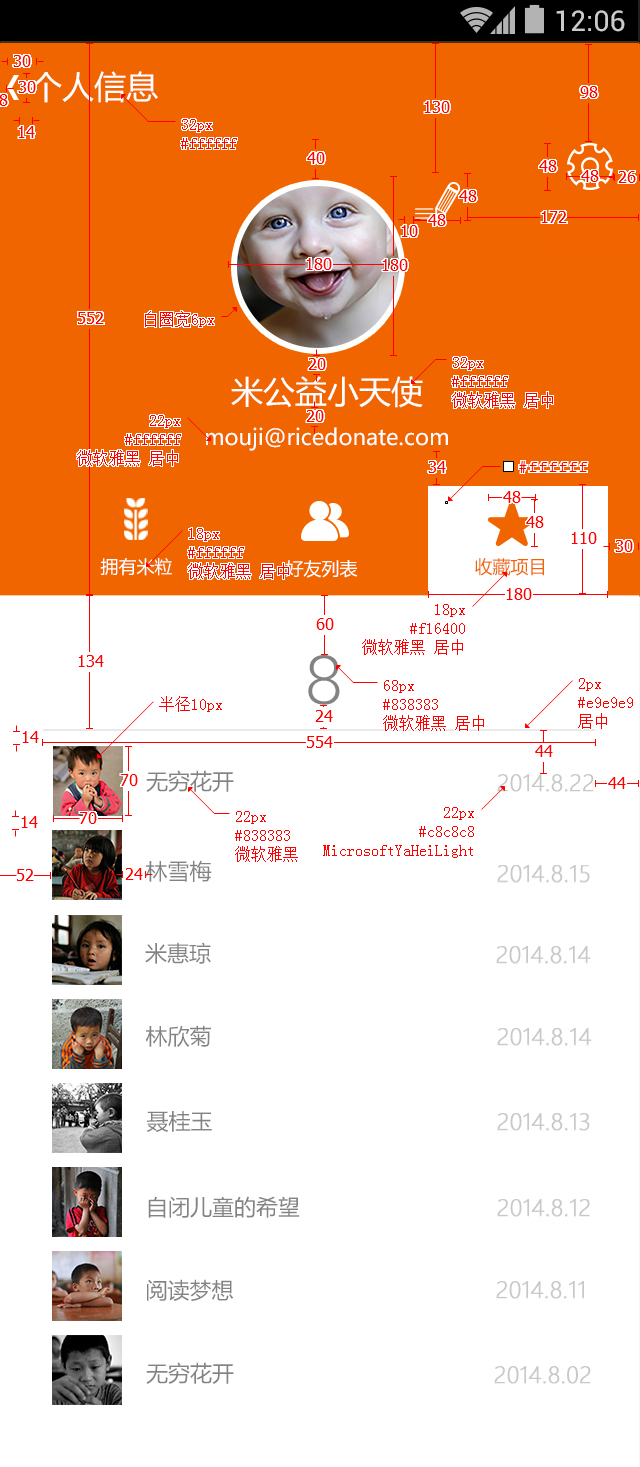 12:06
30
个人信息
30
8
14
32px
#ffffff
130
98
40
48
48
26
48
48
10
172
180
180
552
白圈宽6px
20
32px
#ffffff
微软雅黑 居中
米公益小天使
20
22px
#ffffff
微软雅黑 居中
mouji@ricedonate.com
34
#ffffff
48
48
110
30
180
18px
#ffffff
微软雅黑 居中
拥有米粒
好友列表
收藏项目
18px
#f16400
微软雅黑 居中
134
60
8
68px
#838383
微软雅黑 居中
24
2px
#e9e9e9
居中
半径10px
14
554
44
70
无穷花开
2014.8.22
44
70
14
22px
#838383
微软雅黑
22px
#c8c8c8
MicrosoftYaHeiLight
52
24
林雪梅
2014.8.15
米惠琼
2014.8.14
林欣菊
2014.8.14
聂桂玉
2014.8.13
自闭儿童的希望
2014.8.12
阅读梦想
2014.8.11
无穷花开
2014.8.02